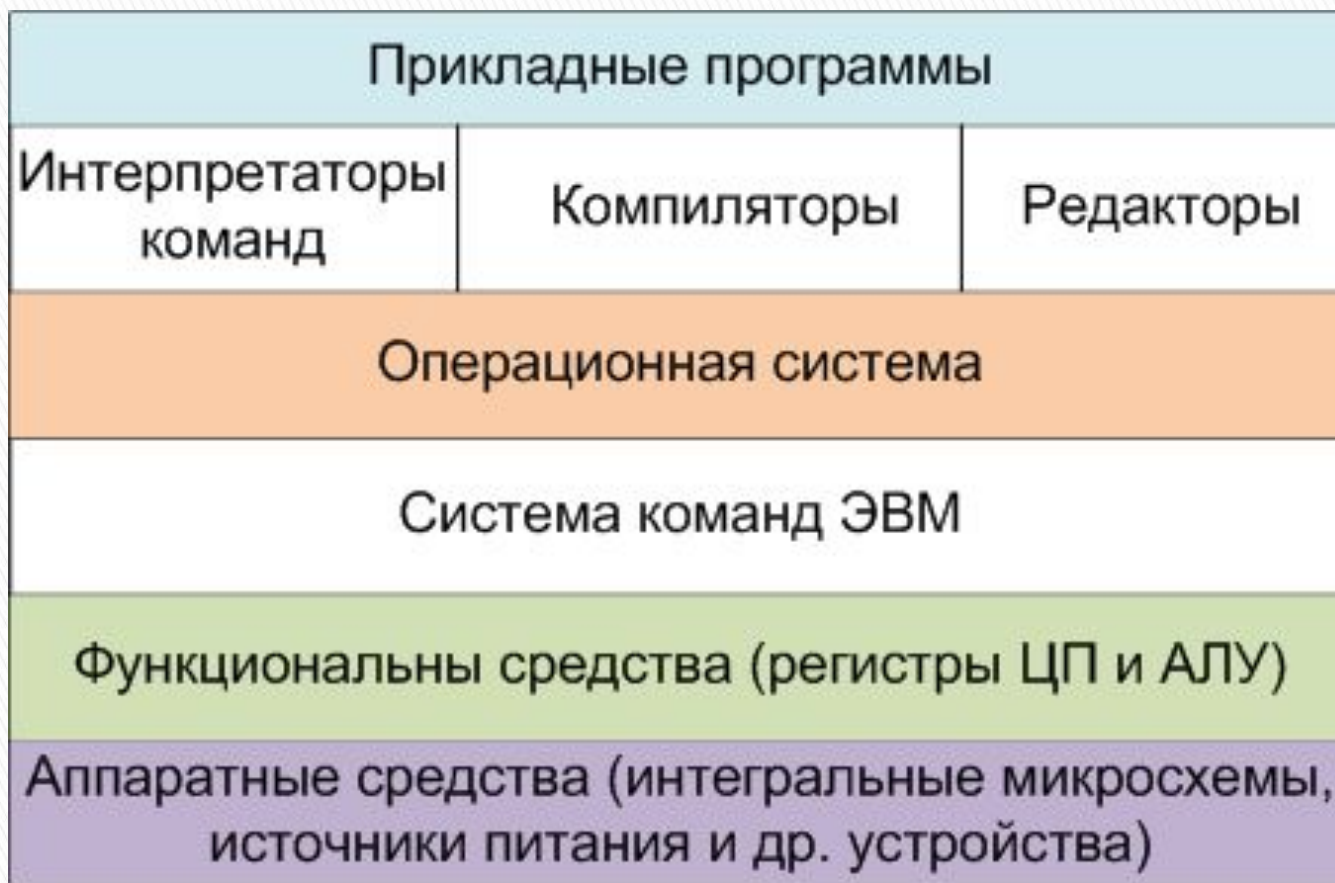 Прикладные программы
Интерпретаторы
команд
Компиляторы
Редакторы
Операционная система
Система команд ЭВМ
Функциональны средства (регистры ЦП и АЛУ)
Аппаратные средства (интегральные микросхемы,
источники питания и др. устройства)